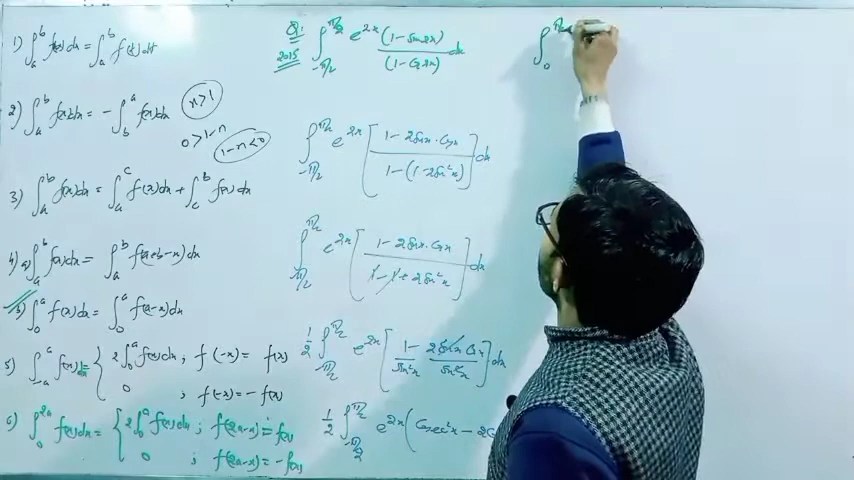 1) ∫_a^b f(x)dx = ∫_a^b f(t)dt
2) ∫_a^b f(x)dx = - ∫_b^a f(x)dx
x>1
0>1-n
1-n<0
3) ∫_a^b f(x)dx = ∫_a^c f(x)dx + ∫_c^b f(x)dx
4) a) ∫_a^b f(x)dx = ∫_a^b f(a+b-x)dx
b) ∫_0^a f(x)dx = ∫_0^a f(a-x)dx
5) ∫_-a^a f(x)dx = { 2∫_0^a f(x)dx ; f(-x) = f(x)
0 ; f(-x) = - f(x)
6) ∫_0^2a f(x)dx = { 2∫_0^a f(x)dx ; f(2a-x) = f(x)
0 ; f(2a-x) = - f(x)
Q. 2015 ∫_-π/2^π/2 e^2x (1-Sin2x)/(1-Cos2x) dx
∫_-π/2^π/2 e^2x [ 1-2Sinx·Cosx / 1-(1-2Sin²x) ] dx
∫_-π/2^π/2 e^2x [ 1-2Sinx·Cosx / 1-1+2Sin²x ] dx
1/2 ∫_-π/2^π/2 e^2x [ 1/Sin²x - 2Sinx Cosx/Sin²x ] dx
1/2 ∫_-π/2^π/2 e^2x ( Cosec²x - 2C
∫_0^π/2